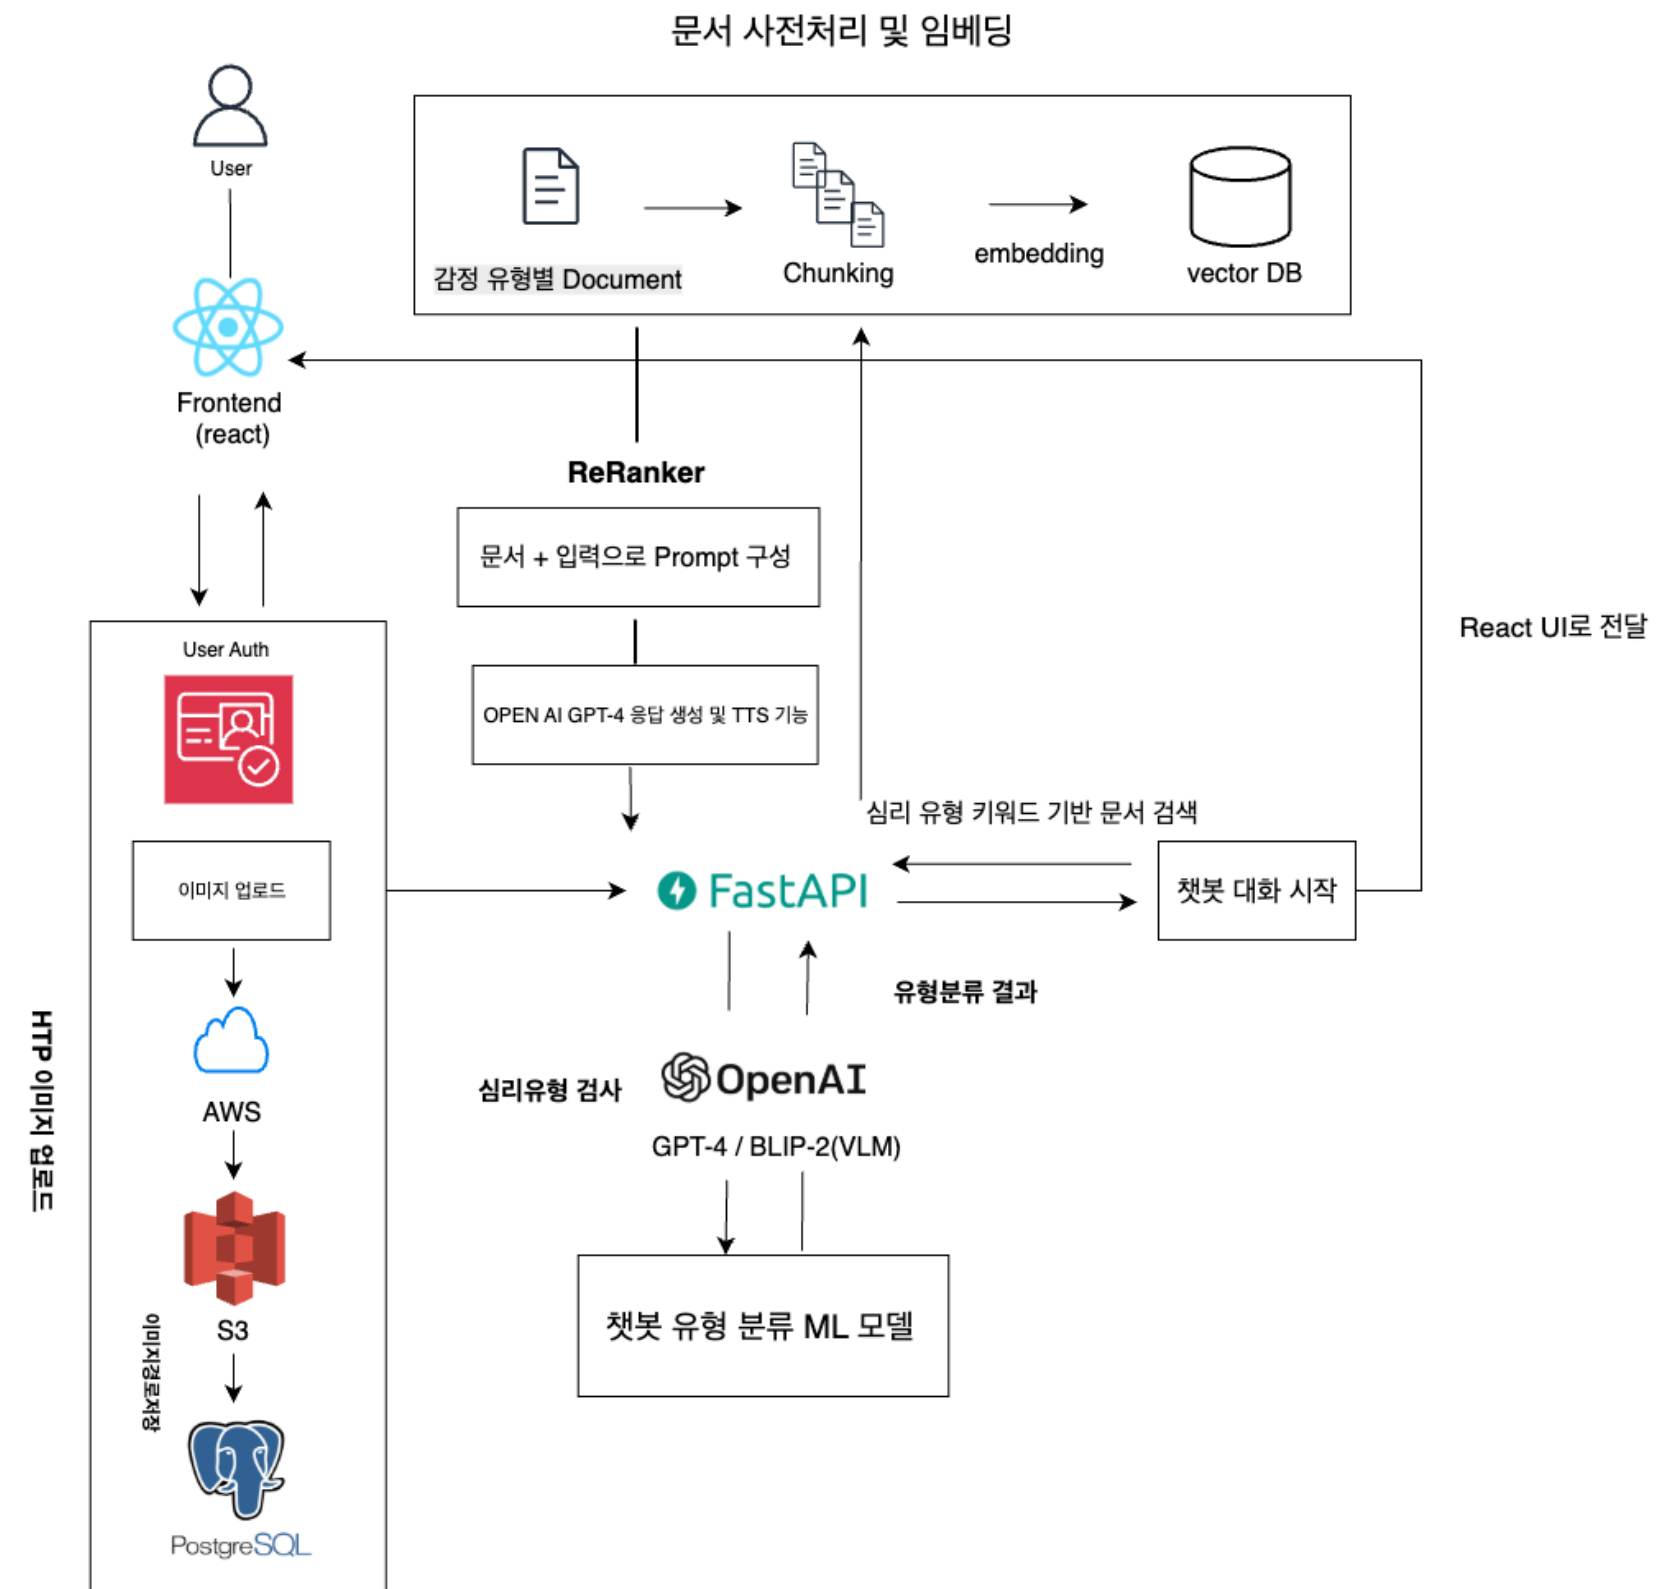 문서 사전처리 및 임베딩
User
감정 유형별 Document
Chunking
embedding
vector DB
Frontend
(react)
ReRanker
문서 + 입력으로 Prompt 구성
React UI로 전달
User Auth
OPEN AI GPT-4 응답 생성 및 TTS 기능
심리 유형 키워드 기반 문서 검색
이미지 업로드
FastAPI
챗봇 대화 시작
유형분류 결과
HTP 이미지 업로드
심리유형 검사
OpenAI
AWS
GPT-4 / BLIP-2(VLM)
S3
이미지경로저장
챗봇 유형 분류 ML 모델
PostgreSQL